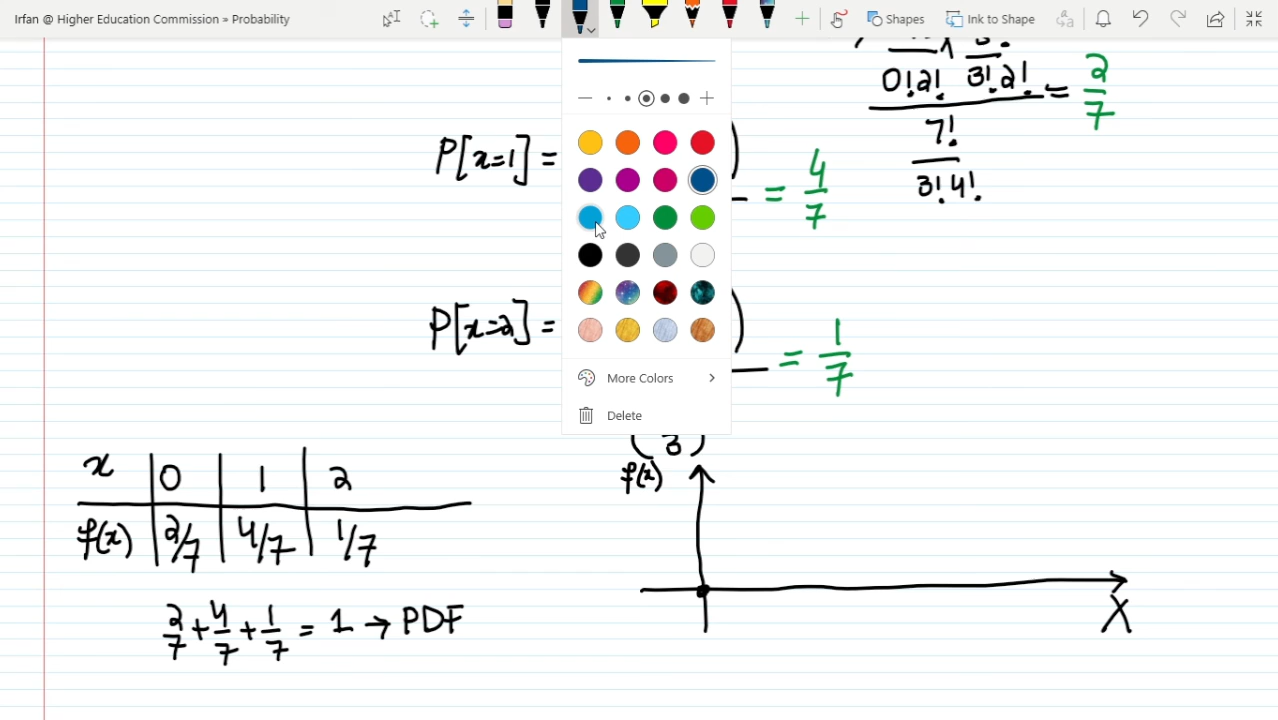 Irfan @ Higher Education Commission » Probability
Shapes
Ink to Shape
0!2! 3!2! = 2/7
7!
3!4!
P[x=1] = ) = 4/7
P[x=2] = ) = 1/7
More Colors
Delete
( 3 )
x 0 1 2
f(x) 2/7 4/7 1/7
f(x)
X
2/7 + 4/7 + 1/7 = 1 → PDF